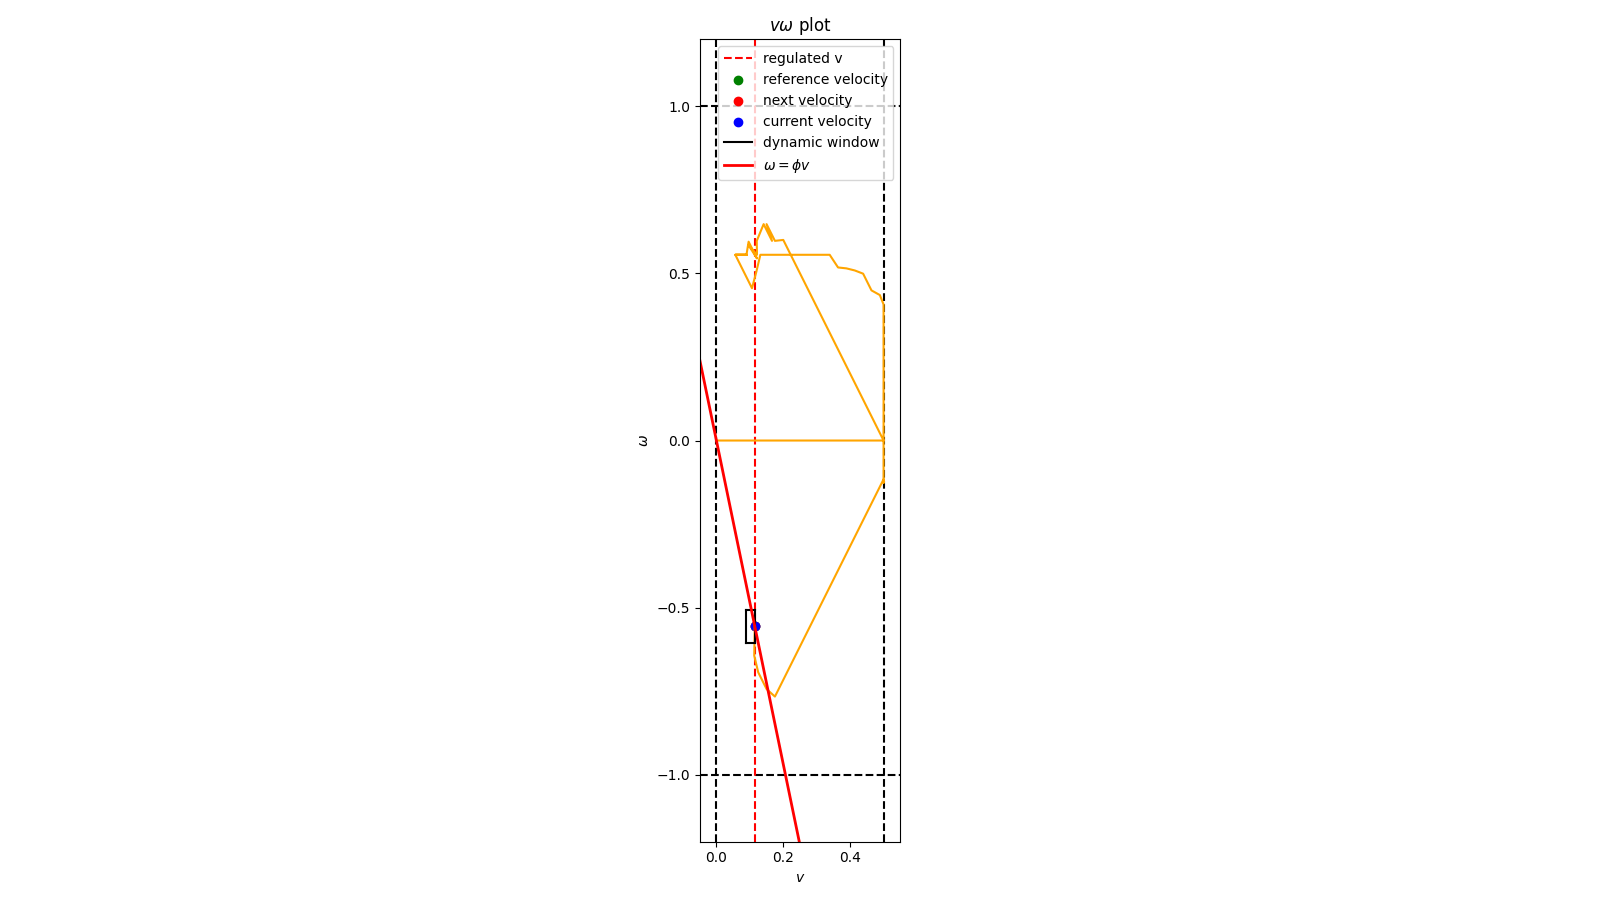 vω plot
regulated v
reference velocity
next velocity
current velocity
dynamic window
ω = ϕv
1.0
0.5
0.0
−0.5
−1.0
ω
0.0 0.2 0.4
v